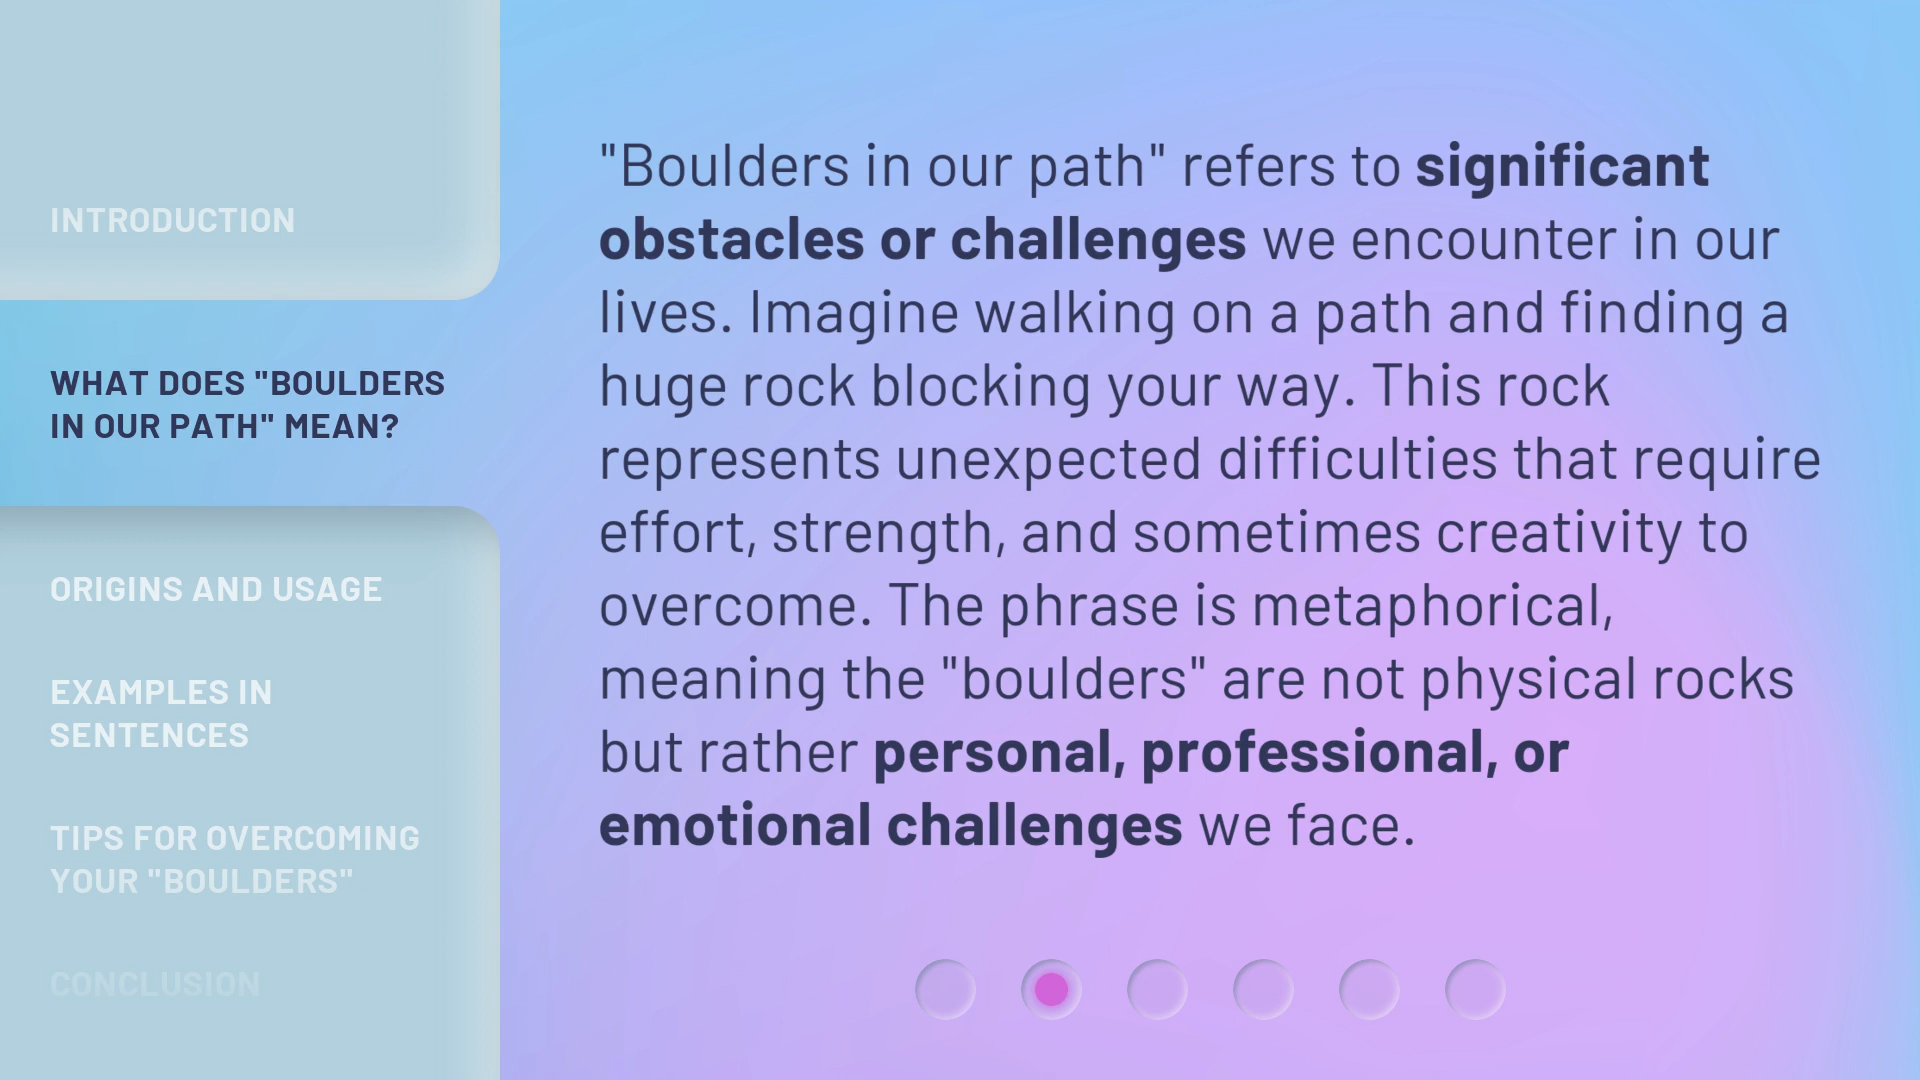 INTRODUCTION
WHAT DOES "BOULDERS
IN OUR PATH" MEAN?
ORIGINS AND USAGE
EXAMPLES IN
SENTENCES
TIPS FOR OVERCOMING
YOUR "BOULDERS"
CONCLUSION
"Boulders in our path" refers to significant
obstacles or challenges we encounter in our
lives. Imagine walking on a path and finding a
huge rock blocking your way. This rock
represents unexpected difficulties that require
effort, strength, and sometimes creativity to
overcome. The phrase is metaphorical,
meaning the "boulders" are not physical rocks
but rather personal, professional, or
emotional challenges we face.